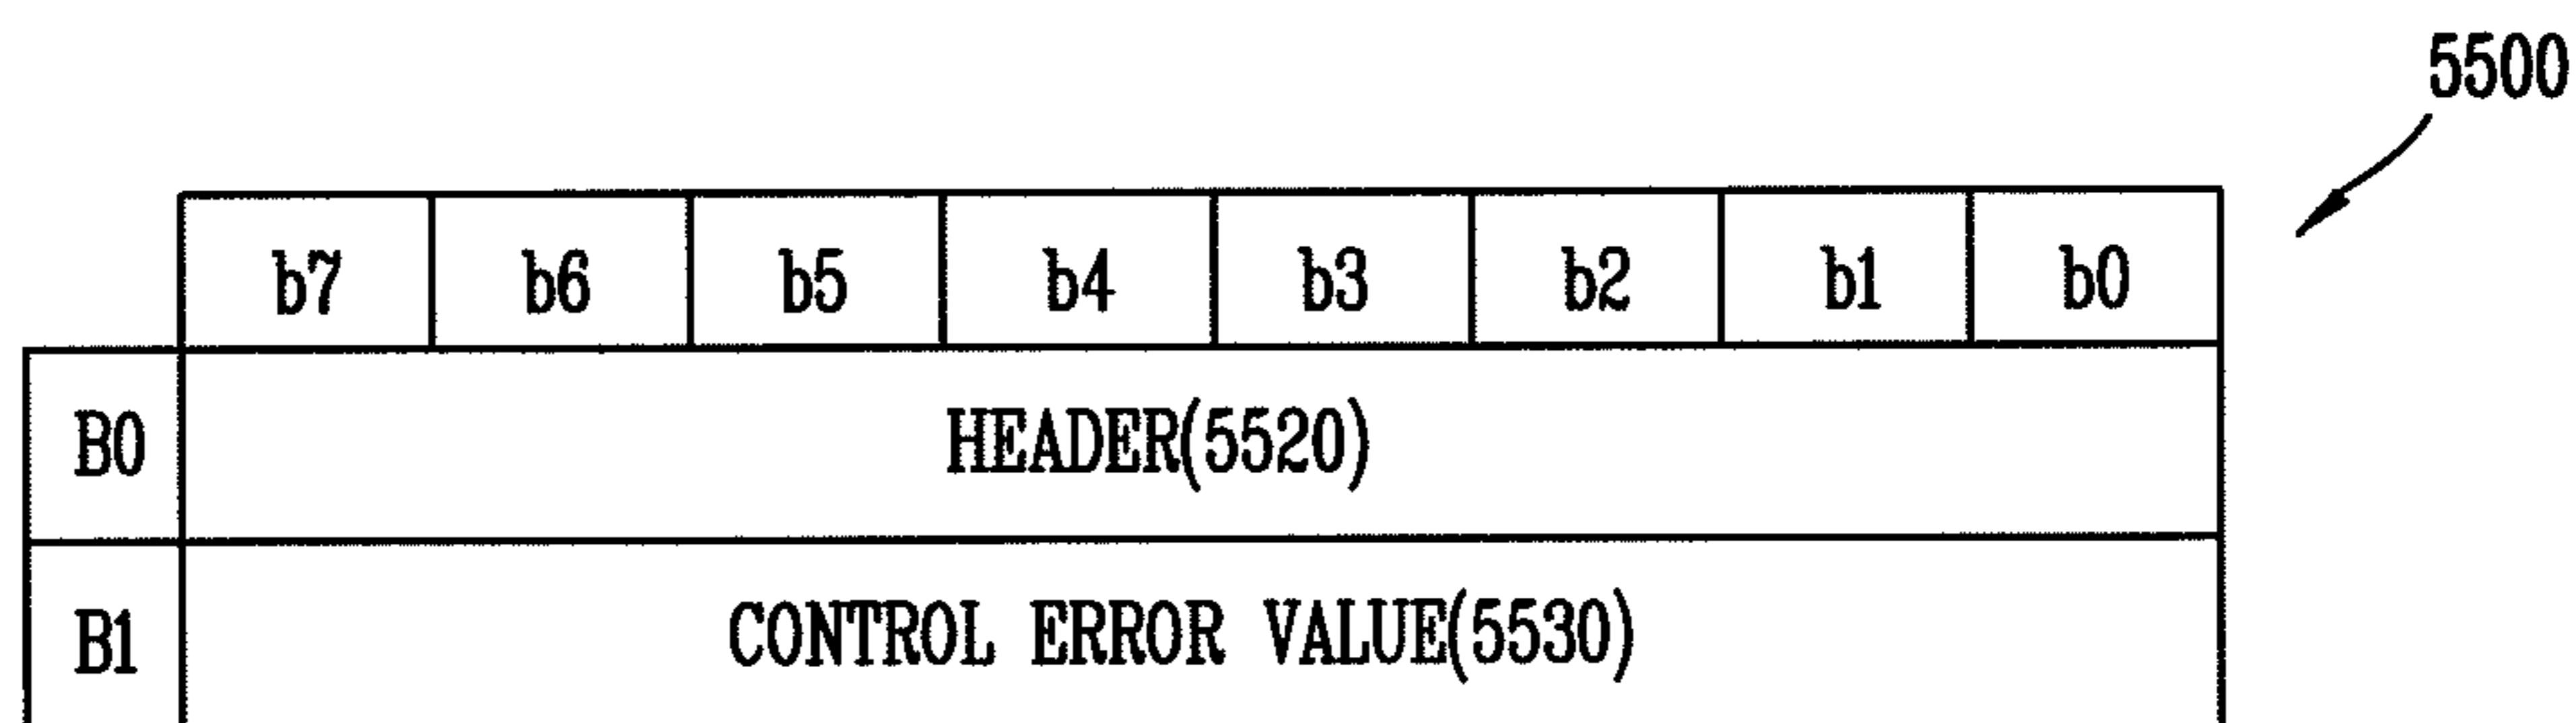 5500
b7 b6 b5 b4 b3 b2 b1 b0
B0 HEADER(5520)
B1 CONTROL ERROR VALUE(5530)